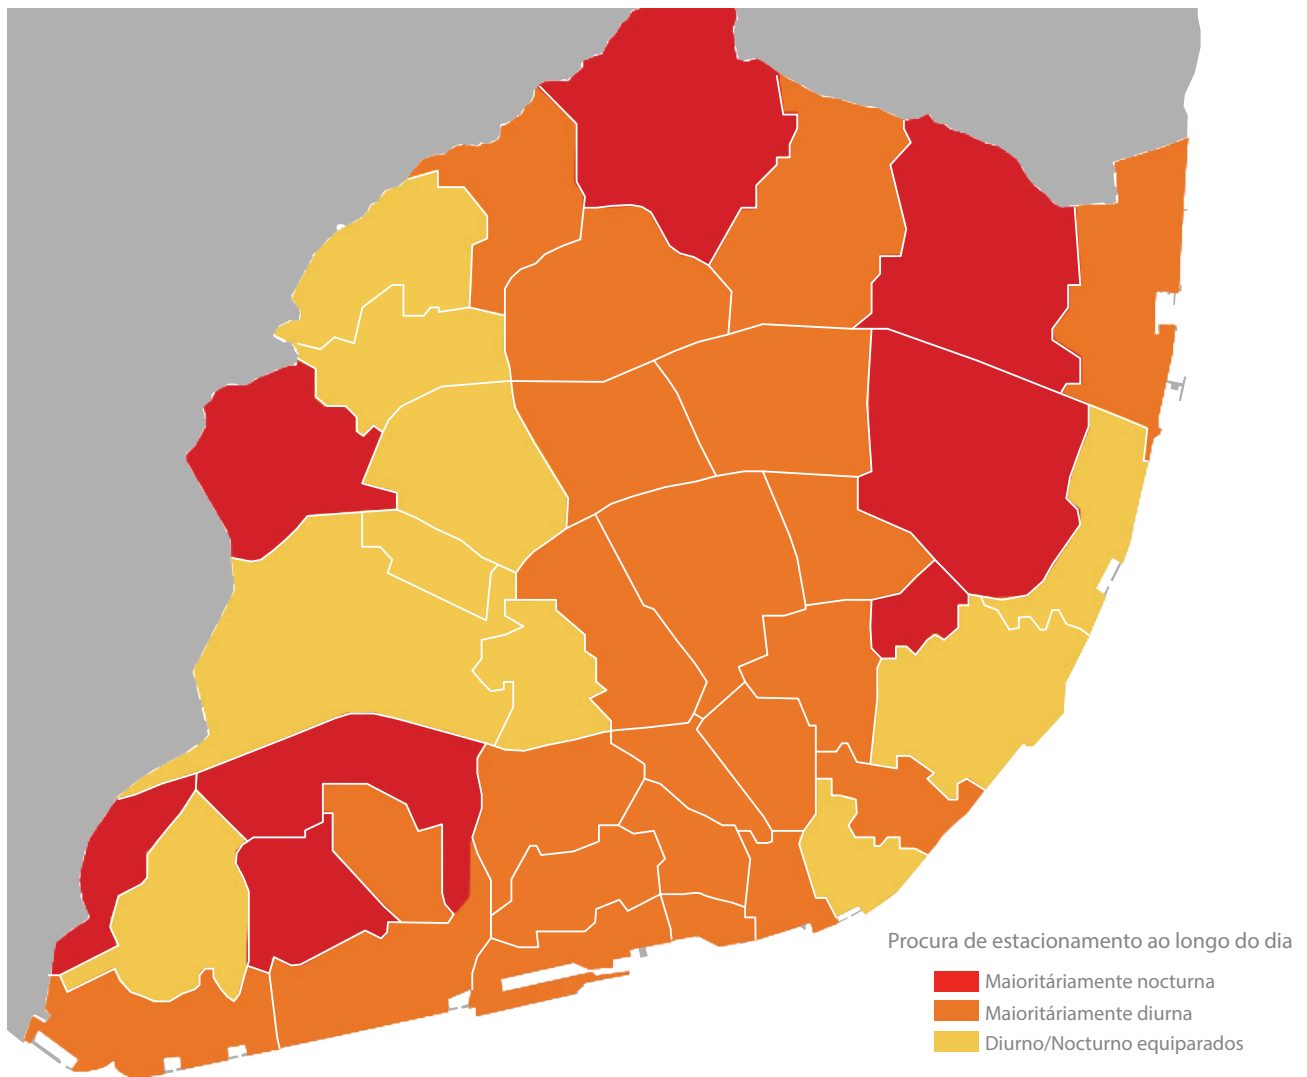 Procura de estacionamento ao longo do dia
Maioritáriamente nocturna
Maioritáriamente diurna
Diurno/Nocturno equiparados